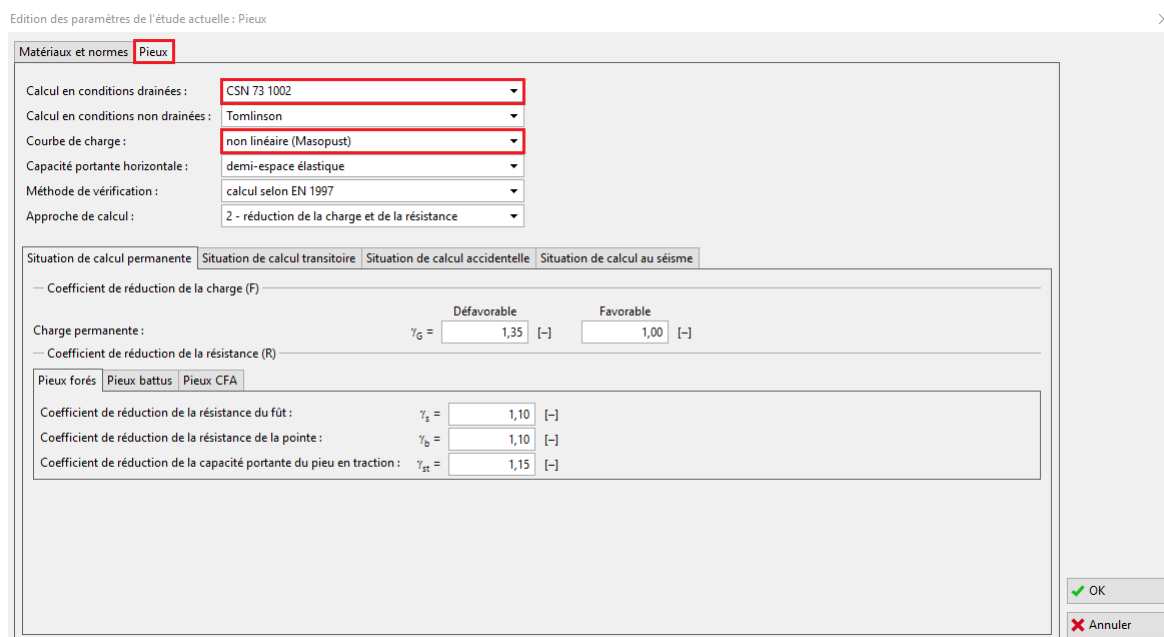 Edition des paramètres de l'étude actuelle : Pieux
Matériaux et normes Pieux
Calcul en conditions drainées : CSN 73 1002
Calcul en conditions non drainées : Tomlinson
Courbe de charge : non linéaire (Masopust)
Capacité portante horizontale : demi-espace élastique
Méthode de vérification : calcul selon EN 1997
Approche de calcul : 2 - réduction de la charge et de la résistance
Situation de calcul permanente Situation de calcul transitoire Situation de calcul accidentelle Situation de calcul au séisme
Coefficient de réduction de la charge (F)
Défavorable Favorable
Charge permanente : γG = 1,35 [–] 1,00 [–]
Coefficient de réduction de la résistance (R)
Pieux forés Pieux battus Pieux CFA
Coefficient de réduction de la résistance du fût : γs = 1,10 [–]
Coefficient de réduction de la résistance de la pointe : γb = 1,10 [–]
Coefficient de réduction de la capacité portante du pieu en traction : γst = 1,15 [–]
OK
Annuler